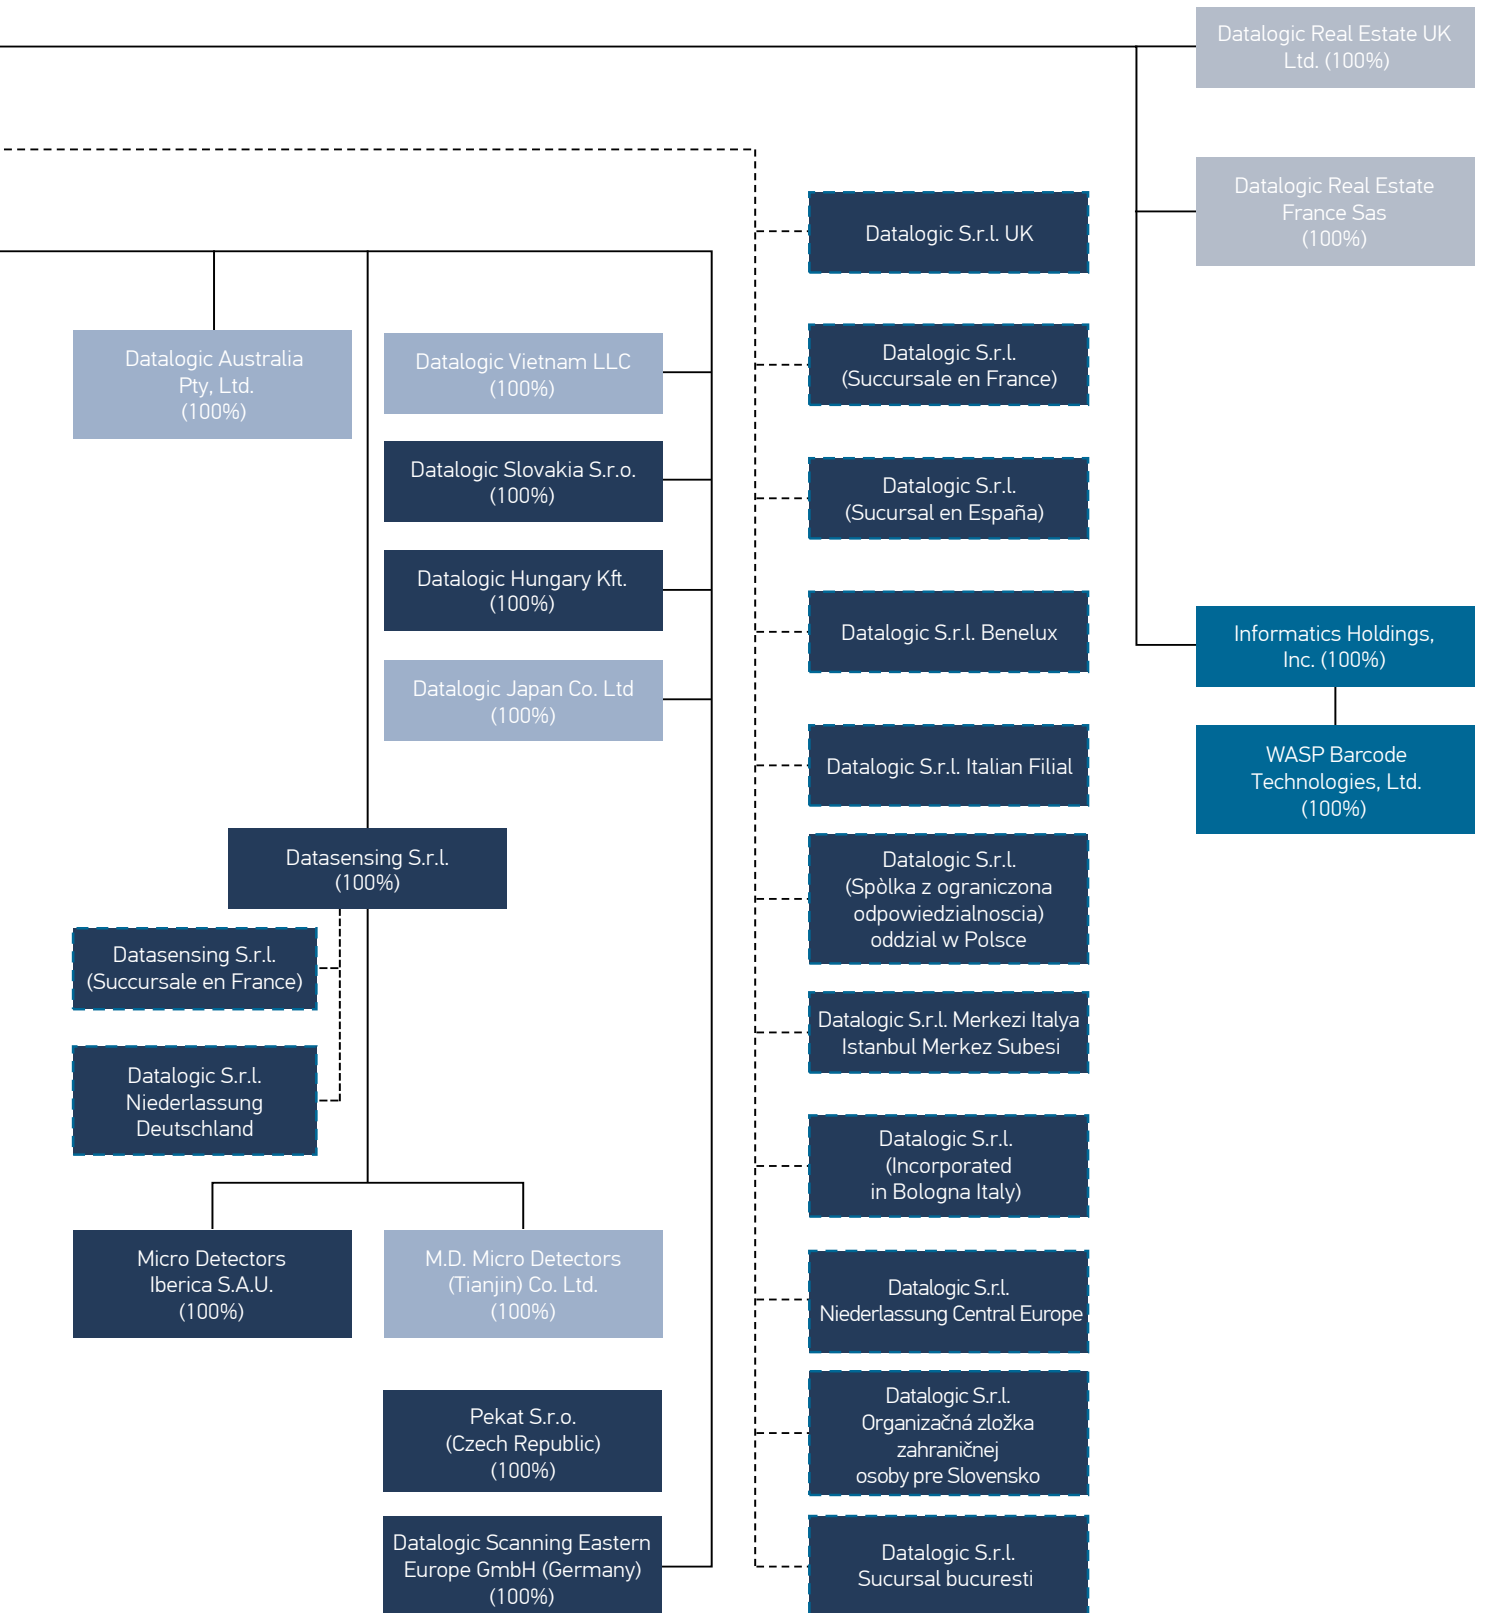 Datalogic Real Estate UK
Ltd. (100%)
Datalogic Real Estate
France Sas
(100%)
Datalogic S.r.l. UK
Datalogic Australia
Pty, Ltd.
(100%)
Datalogic Vietnam LLC
(100%)
Datalogic S.r.l.
(Succursale en France)
Datalogic Slovakia S.r.o.
(100%)
Datalogic S.r.l.
(Sucursal en España)
Datalogic Hungary Kft.
(100%)
Datalogic S.r.l. Benelux
Informatics Holdings,
Inc. (100%)
Datalogic Japan Co. Ltd
(100%)
Datalogic S.r.l. Italian Filial
WASP Barcode
Technologies, Ltd.
(100%)
Datasensing S.r.l.
(100%)
Datalogic S.r.l.
(Spòlka z ograniczona
odpowiedzialnoscia)
oddzial w Polsce
Datasensing S.r.l.
(Succursale en France)
Datalogic S.r.l. Merkezi Italya
Istanbul Merkez Subesi
Datalogic S.r.l.
Niederlassung
Deutschland
Datalogic S.r.l.
(Incorporated
in Bologna Italy)
Micro Detectors
Iberica S.A.U.
(100%)
M.D. Micro Detectors
(Tianjin) Co. Ltd.
(100%)
Datalogic S.r.l.
Niederlassung Central Europe
Pekat S.r.o.
(Czech Republic)
(100%)
Datalogic S.r.l.
Organizačná zložka
zahraničnej
osoby pre Slovensko
Datalogic Scanning Eastern
Europe GmbH (Germany)
(100%)
Datalogic S.r.l.
Sucursal bucuresti